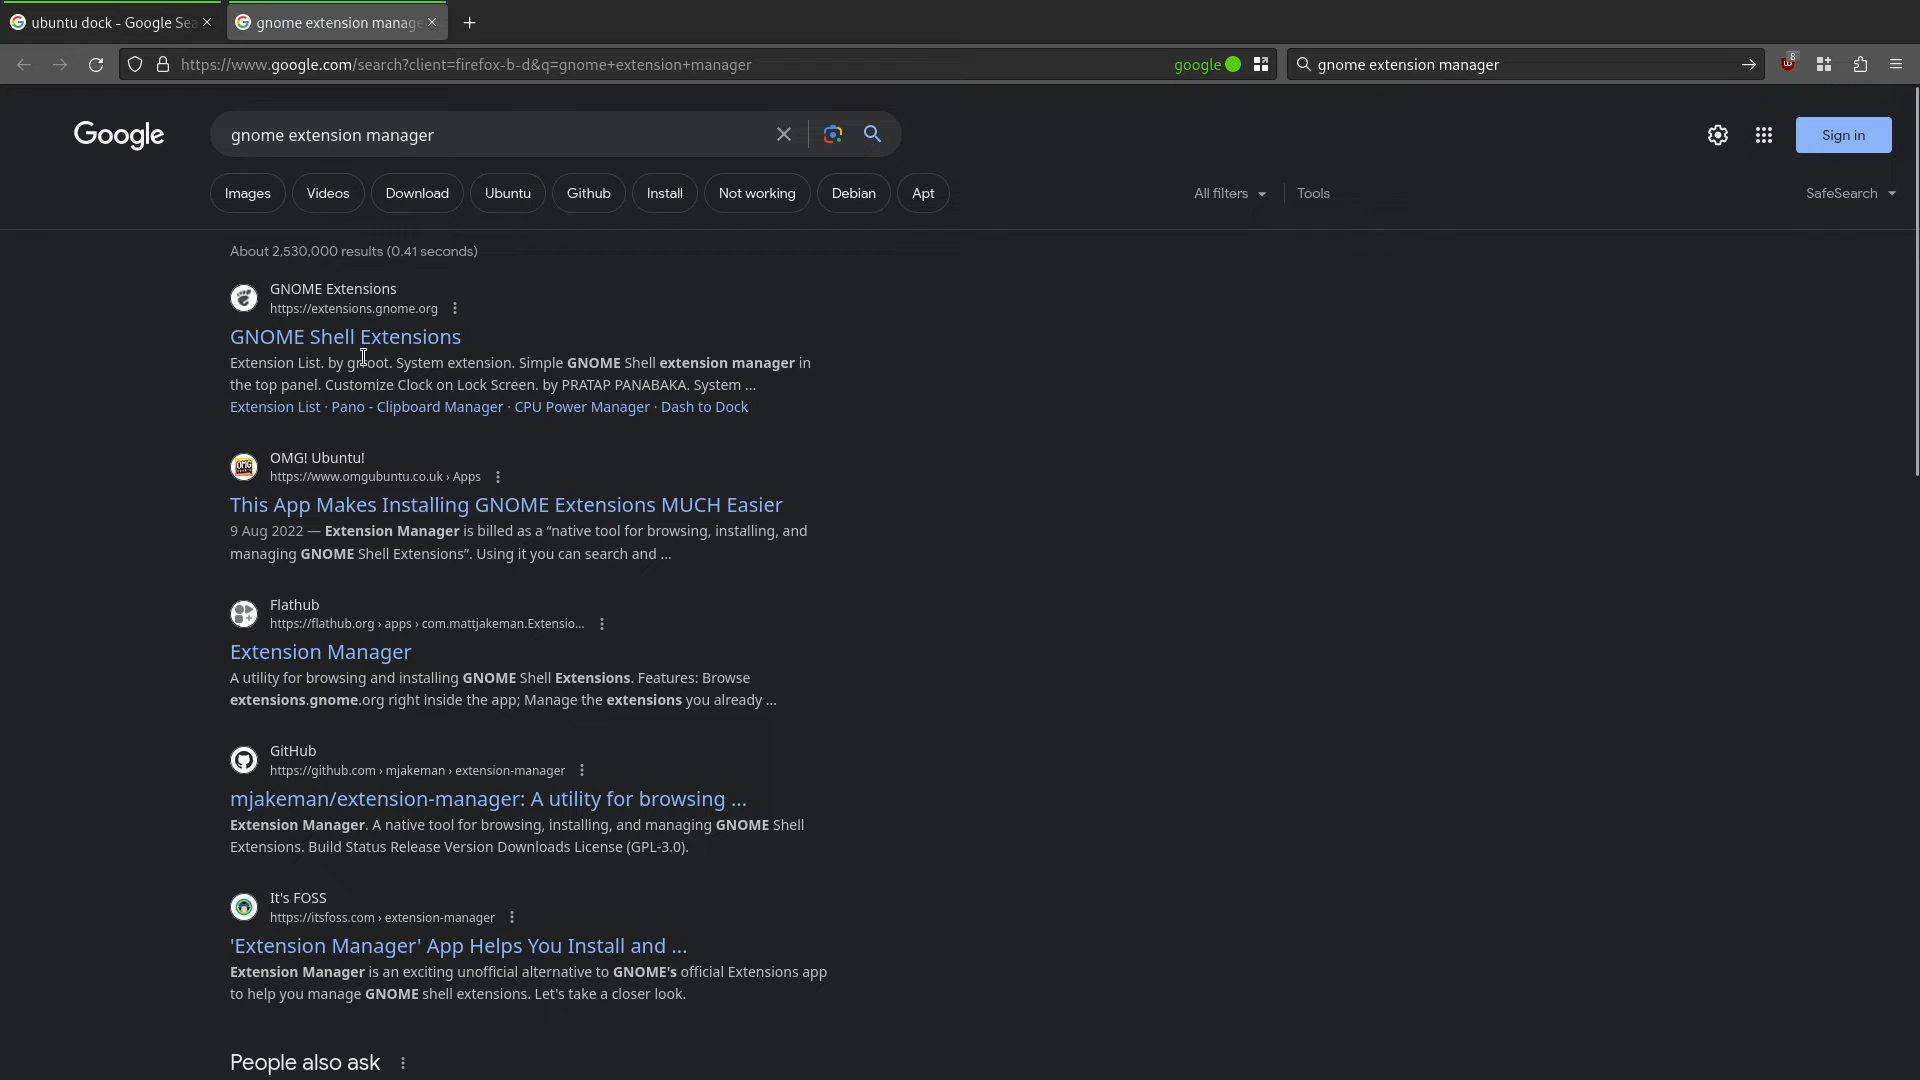 ubuntu dock - Google Sea
gnome extension manage
https://www.google.com/search?client=firefox-b-d&q=gnome+extension+manager
google
gnome extension manager
8
Google
gnome extension manager
Sign in
Images
Videos
Download
Ubuntu
Github
Install
Not working
Debian
Apt
All filters
Tools
SafeSearch
About 2,530,000 results (0.41 seconds)
GNOME Extensions
https://extensions.gnome.org
GNOME Shell Extensions
Extension List. by grroot. System extension. Simple GNOME Shell extension manager in
the top panel. Customize Clock on Lock Screen. by PRATAP PANABAKA. System ...
Extension List · Pano - Clipboard Manager · CPU Power Manager · Dash to Dock
OMG! Ubuntu!
https://www.omgubuntu.co.uk › Apps
This App Makes Installing GNOME Extensions MUCH Easier
9 Aug 2022 — Extension Manager is billed as a “native tool for browsing, installing, and
managing GNOME Shell Extensions”. Using it you can search and ...
Flathub
https://flathub.org › apps › com.mattjakeman.Extensio...
Extension Manager
A utility for browsing and installing GNOME Shell Extensions. Features: Browse
extensions.gnome.org right inside the app; Manage the extensions you already ...
GitHub
https://github.com › mjakeman › extension-manager
mjakeman/extension-manager: A utility for browsing ...
Extension Manager. A native tool for browsing, installing, and managing GNOME Shell
Extensions. Build Status Release Version Downloads License (GPL-3.0).
It's FOSS
https://itsfoss.com › extension-manager
'Extension Manager' App Helps You Install and ...
Extension Manager is an exciting unofficial alternative to GNOME's official Extensions app
to help you manage GNOME shell extensions. Let's take a closer look.
People also ask